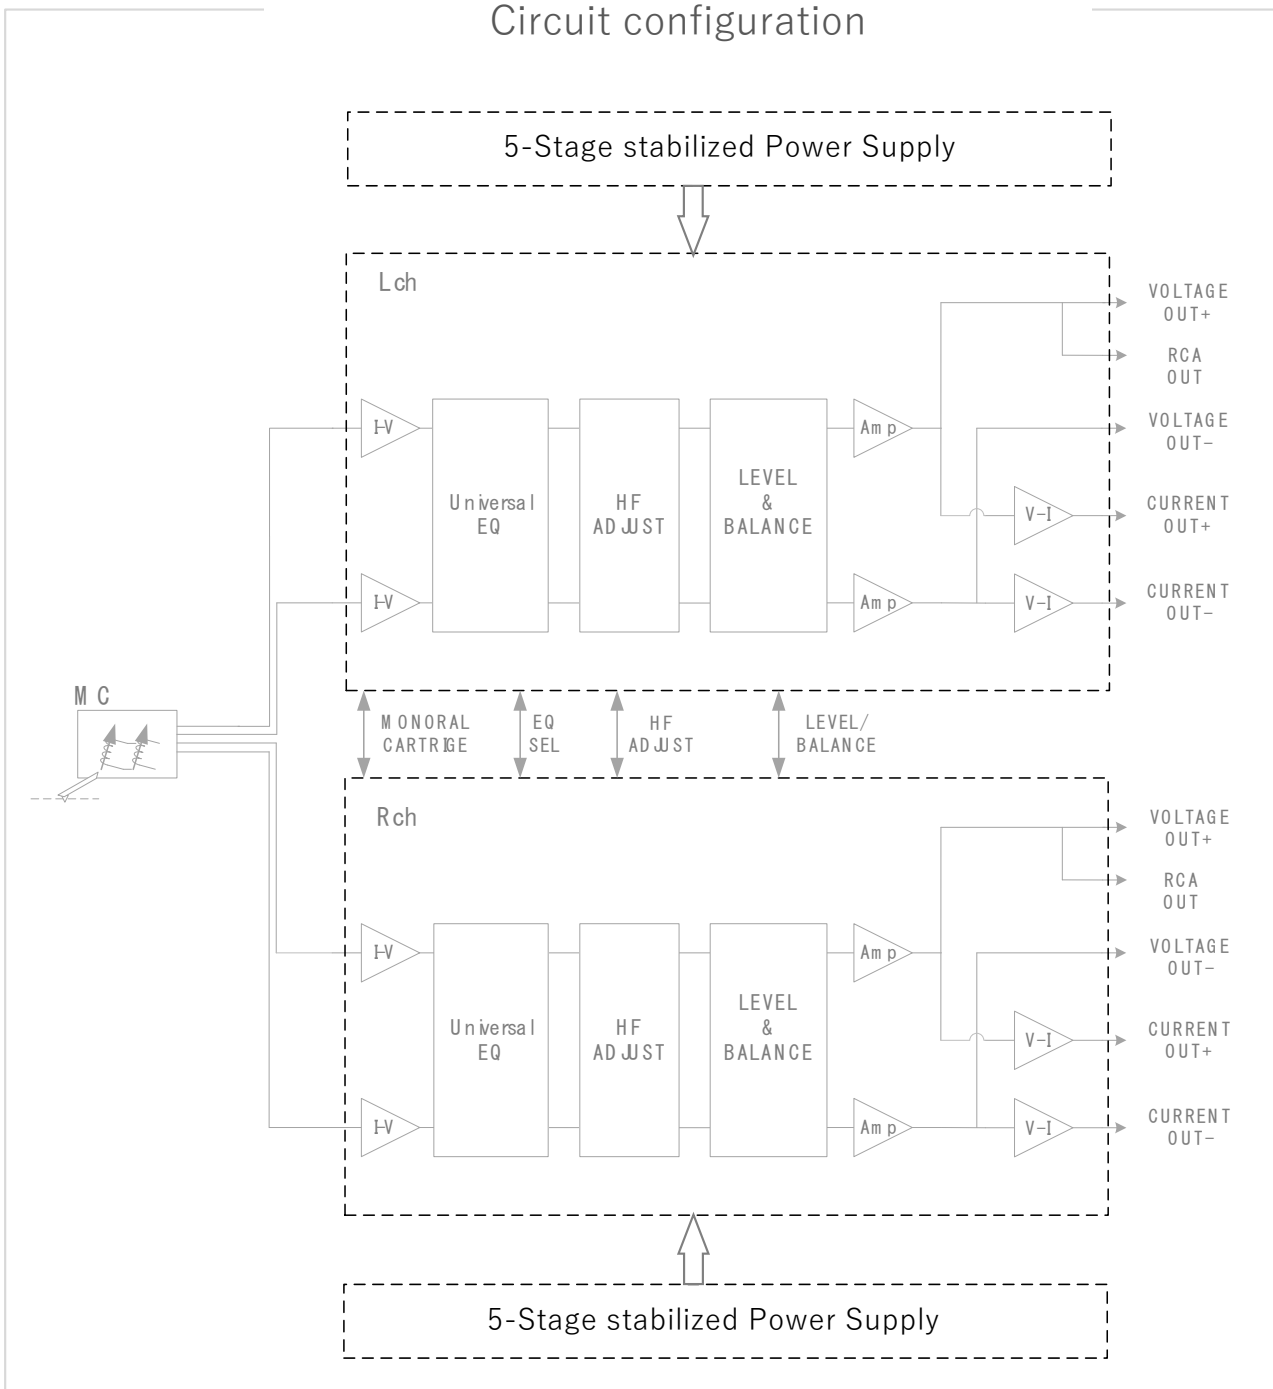 Circuit configuration
5-Stage stabilized Power Supply
Lch
VOLTAGE
OUT+
RCA
OUT
I-V
Amp
VOLTAGE
OUT-
Universal
EQ
HF
ADJUST
LEVEL
&
BALANCE
V-I
CURRENT
OUT+
I-V
Amp
V-I
CURRENT
OUT-
MC
MONORAL
CARTRIGE
EQ
SEL
HF
ADJUST
LEVEL/
BALANCE
Rch
VOLTAGE
OUT+
RCA
OUT
I-V
Amp
VOLTAGE
OUT-
Universal
EQ
HF
ADJUST
LEVEL
&
BALANCE
V-I
CURRENT
OUT+
I-V
Amp
V-I
CURRENT
OUT-
5-Stage stabilized Power Supply